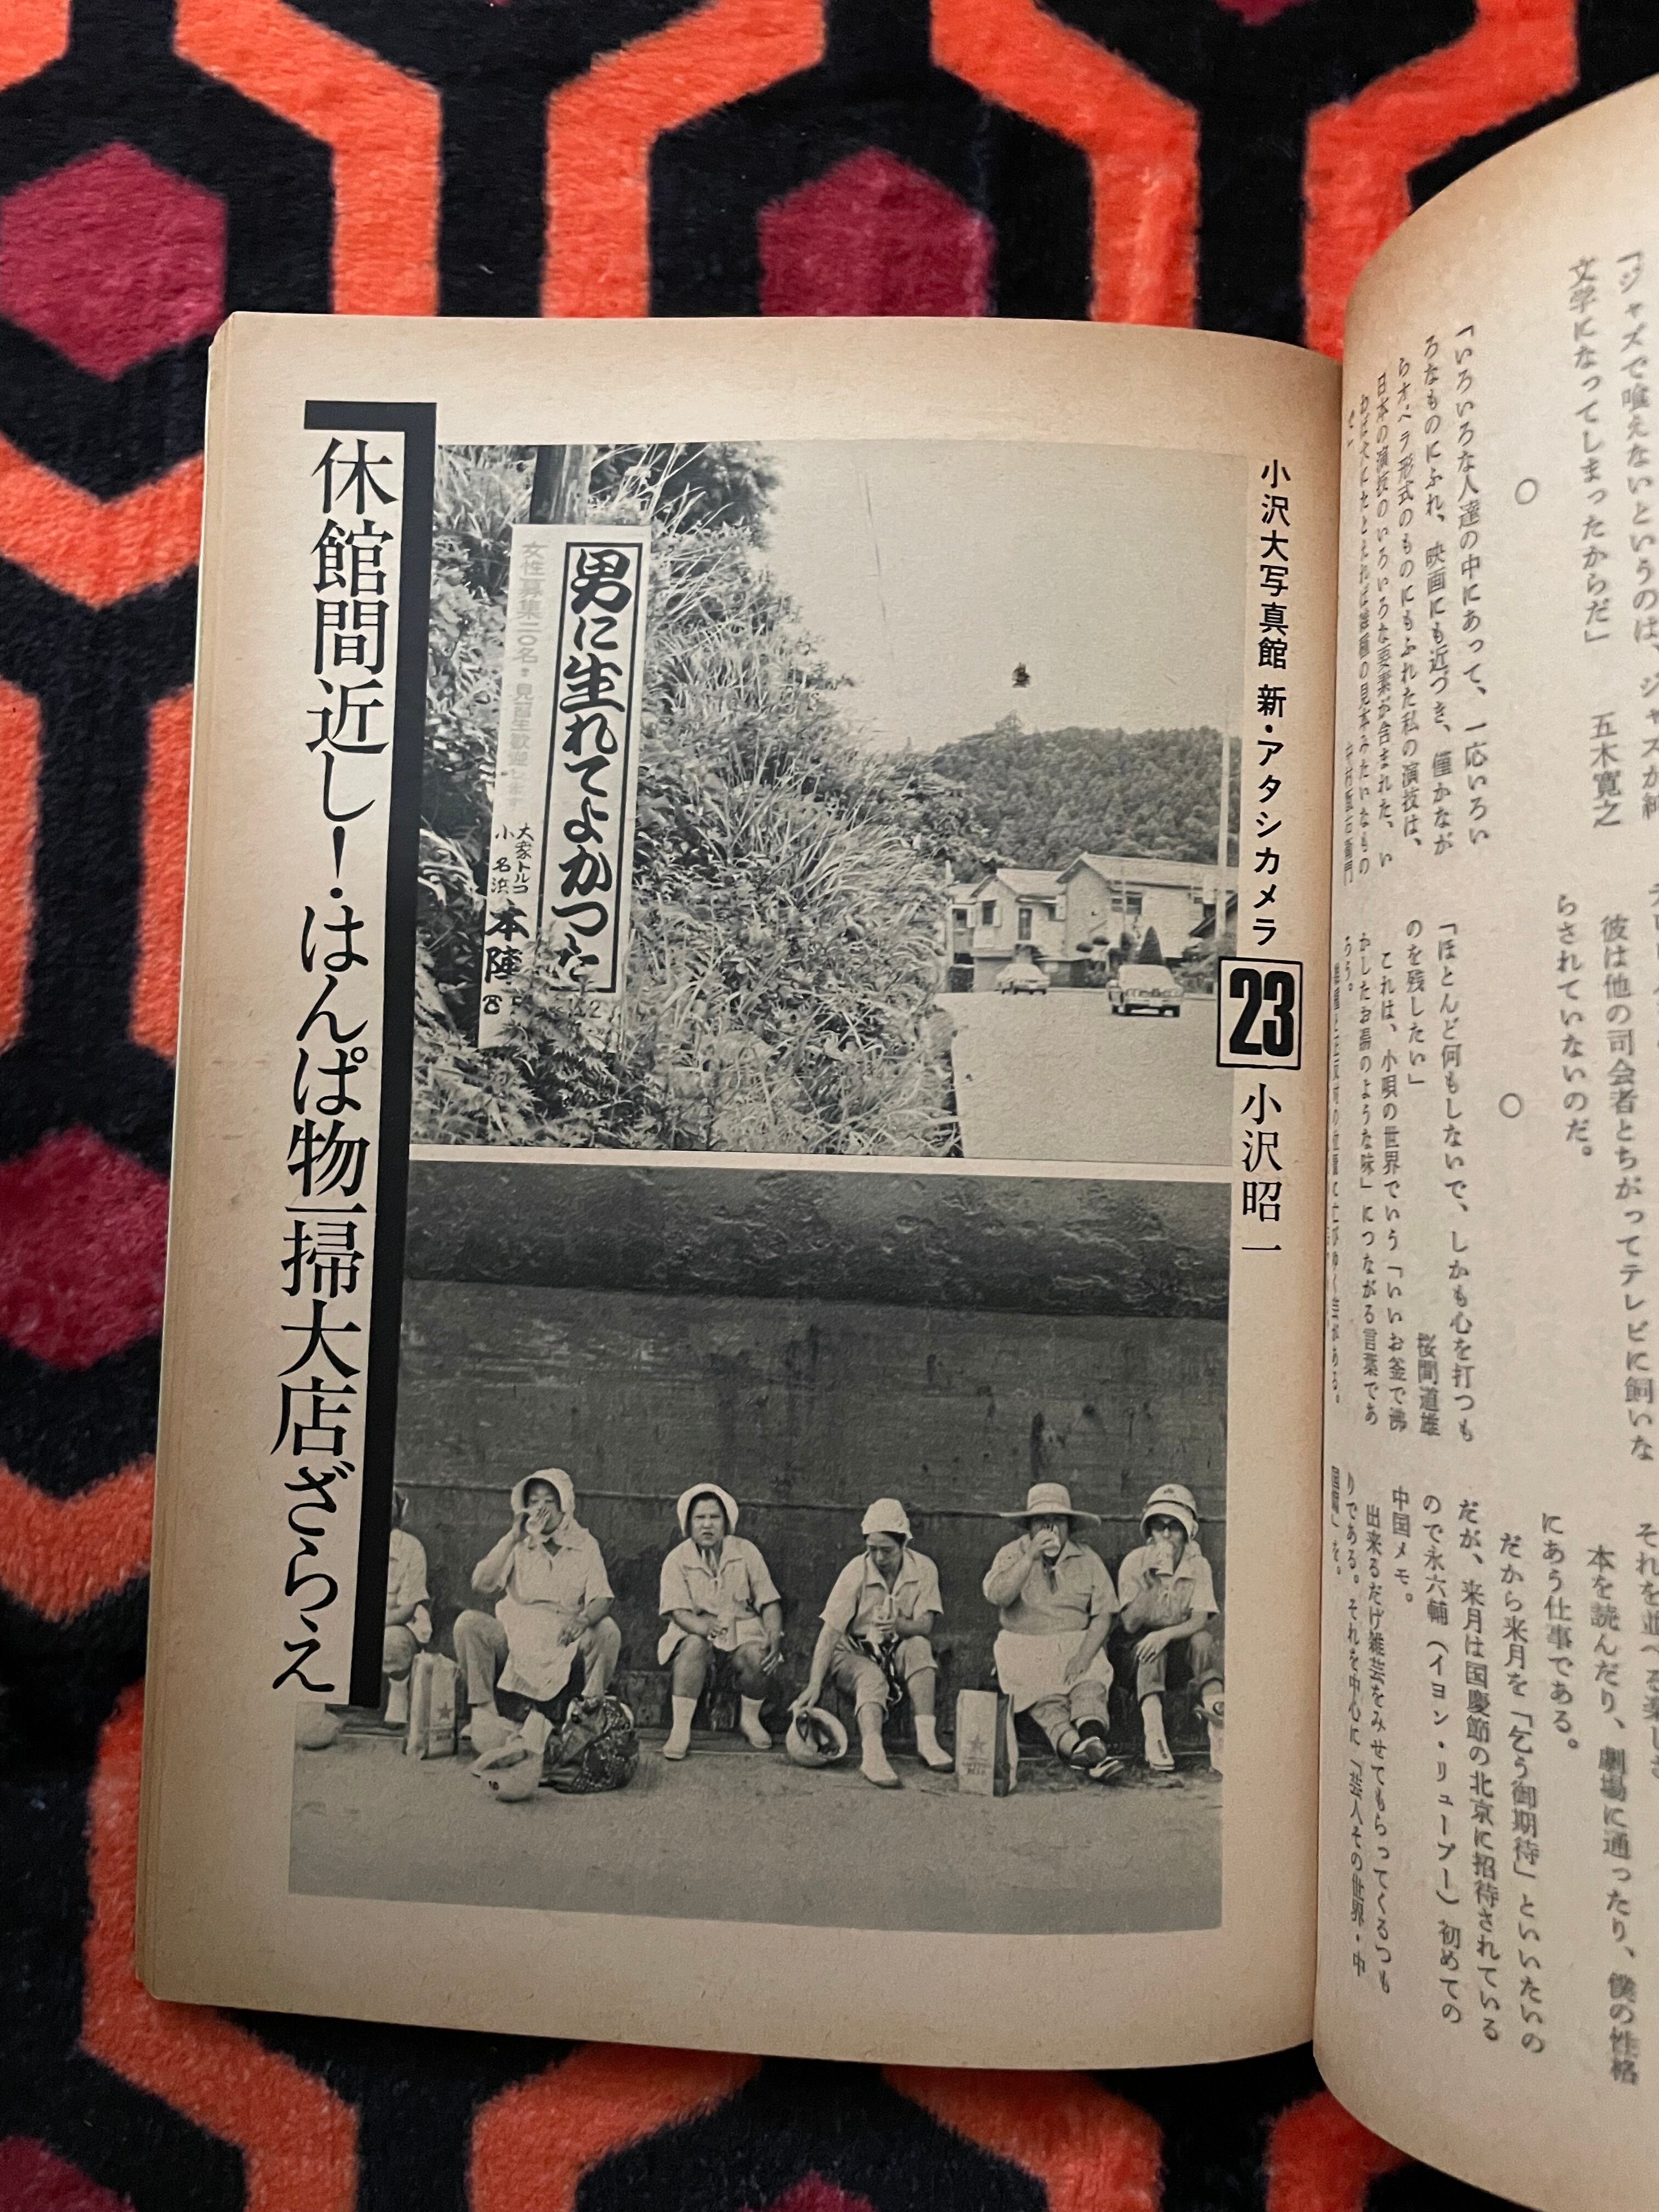 「ジャズで唯えないというのは、ジャズが
文学になってしまったからだ」　五木寛之
○
「いろいろな人達の中にあって、一応いろい
ろなものにふれ、映画にも近づき、僅かなが
らオペラ形式のものにもふれた私の演技は、
日本の演技のいろいろな要素が含まれた、い
彼は他の司会者とちがってテレビに飼いな
らされていないのだ。
○
「ほとんど何もしないで、しかも心を打つも
のを残したい」　桜間道雄
これは、小唄の世界でいう「いいお釜で沸
かしたお湯のような味」につながる言葉であ
ろう。
それを並べる楽しさ
本を読んだり、劇場に通ったり、僕の性格
にあう仕事である。
だから来月を「乞う御期待」といいたいの
だが、来月は国慶節の北京に招待されている
ので永六輔（イヨン・リュープー）初めての
中国メモ。
出来るだけ雑芸をみせてもらってくるつも
りである。それを中心に「芸人その世界・中
国篇」を。
小沢大写真館 新・アタシカメラ 23 小沢昭一
男に生れてよかった
女性募集二〇名・見習生歓迎します
大衆トルコ
小名浜 本陣
休館間近し！・はんぱ物一掃大店ざらえ